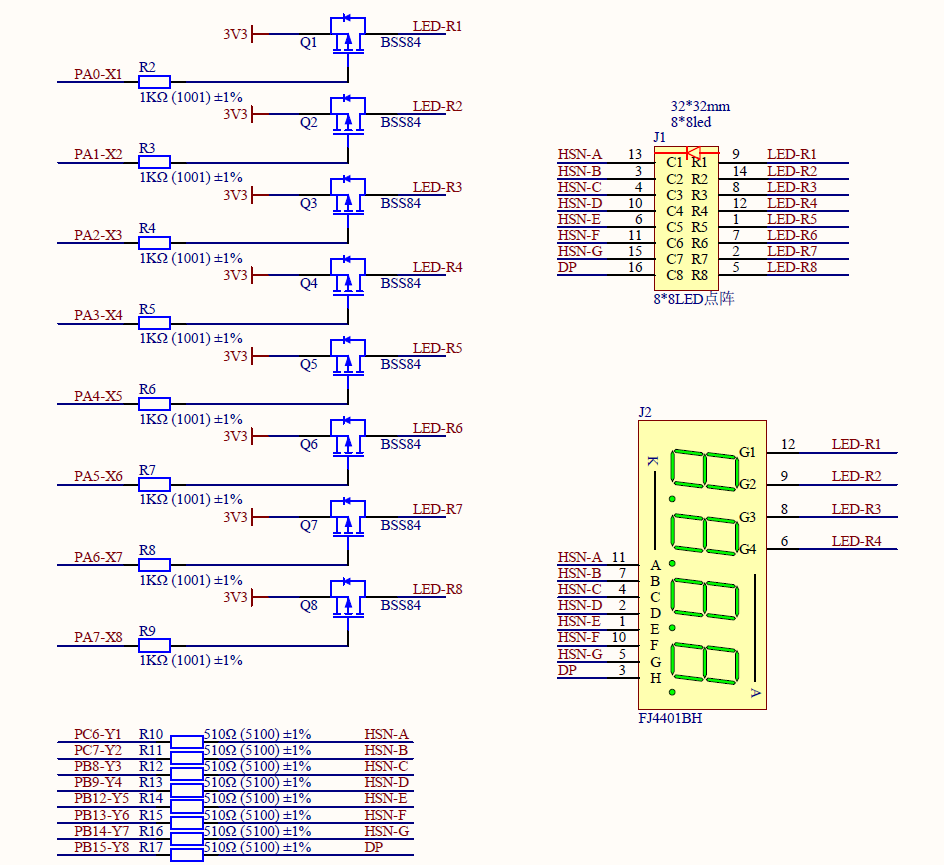 3V3 Q1 BSS84 LED-R1
PA0-X1 R2
1KΩ (1001) ±1%
3V3 Q2 BSS84 LED-R2
PA1-X2 R3
1KΩ (1001) ±1%
3V3 Q3 BSS84 LED-R3
PA2-X3 R4
1KΩ (1001) ±1%
3V3 Q4 BSS84 LED-R4
PA3-X4 R5
1KΩ (1001) ±1%
3V3 Q5 BSS84 LED-R5
PA4-X5 R6
1KΩ (1001) ±1%
3V3 Q6 BSS84 LED-R6
PA5-X6 R7
1KΩ (1001) ±1%
3V3 Q7 BSS84 LED-R7
PA6-X7 R8
1KΩ (1001) ±1%
3V3 Q8 BSS84 LED-R8
PA7-X8 R9
1KΩ (1001) ±1%
PC6-Y1 R10 510Ω (5100) ±1% HSN-A
PC7-Y2 R11 510Ω (5100) ±1% HSN-B
PB8-Y3 R12 510Ω (5100) ±1% HSN-C
PB9-Y4 R13 510Ω (5100) ±1% HSN-D
PB12-Y5 R14 510Ω (5100) ±1% HSN-E
PB13-Y6 R15 510Ω (5100) ±1% HSN-F
PB14-Y7 R16 510Ω (5100) ±1% HSN-G
PB15-Y8 R17 510Ω (5100) ±1% DP
32*32mm
8*8led
J1
HSN-A 13 C1 R1 9 LED-R1
HSN-B 3 C2 R2 14 LED-R2
HSN-C 4 C3 R3 8 LED-R3
HSN-D 10 C4 R4 12 LED-R4
HSN-E 6 C5 R5 1 LED-R5
HSN-F 11 C6 R6 7 LED-R6
HSN-G 15 C7 R7 2 LED-R7
DP 16 C8 R8 5 LED-R8
8*8LED点阵
J2
G1 12 LED-R1
K
G2 9 LED-R2
G3 8 LED-R3
G4 6 LED-R4
HSN-A 11 A
HSN-B 7 B
HSN-C 4 C
HSN-D 2 D
HSN-E 1 E
HSN-F 10 F
HSN-G 5 G
DP 3 H
A
FJ4401BH